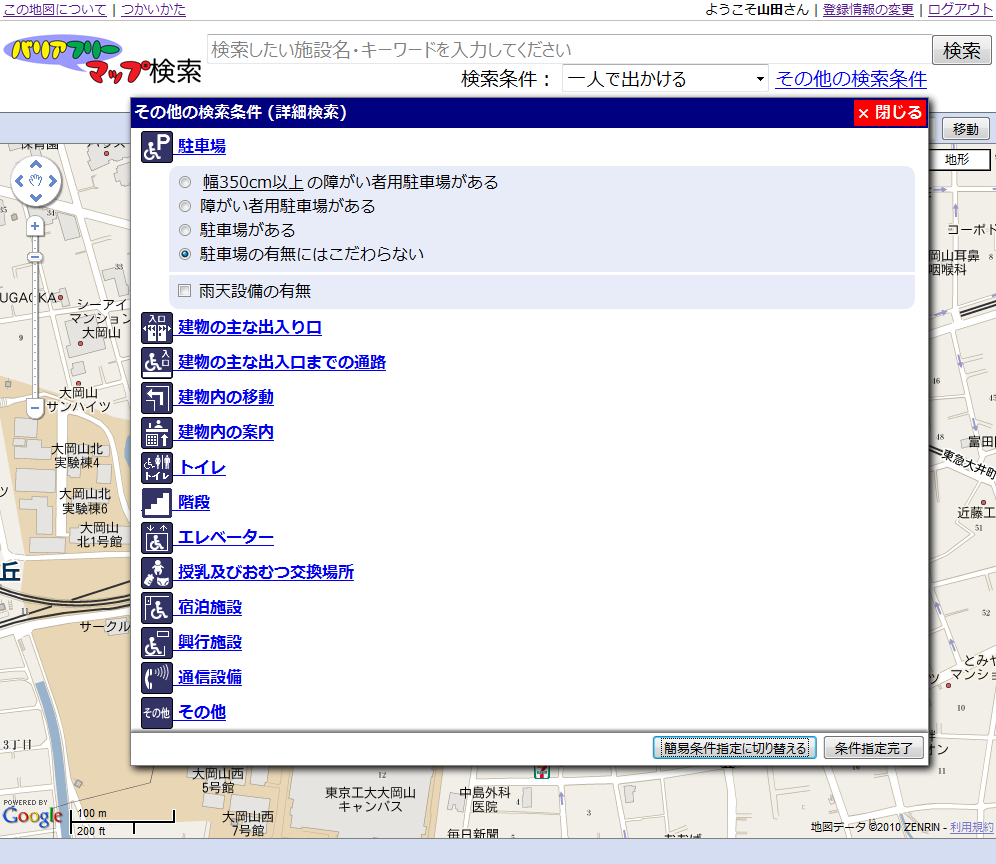 この地図について | つかいかた
ようこそ山田さん | 登録情報の変更 | ログアウト
バリアフリーマップ検索
検索したい施設名・キーワードを入力してください
検索
検索条件：
一人で出かける
その他の検索条件
その他の検索条件 (詳細検索)
× 閉じる
移動
地形
駐車場
幅350cm以上の障がい者用駐車場がある
障がい者用駐車場がある
駐車場がある
駐車場の有無にはこだわらない
雨天設備の有無
入口
建物の主な出入り口
入口
建物の主な出入口までの通路
建物内の移動
建物内の案内
トイレ
トイレ
階段
エレベーター
授乳及びおむつ交換場所
宿泊施設
興行施設
通信設備
その他
その他
簡易条件指定に切り替える
条件指定完了
35
31
33
シーアイ
マンション
大岡山
9
大岡山
サンハイツ
大岡山北
実験棟4
大岡山北
実験棟6
大岡山
北1号館
丘
11
サークル
3丁目
コーポド
岡山耳鼻
咽喉科
8
46
48
45
富田
東急大井町
近藤工
51
52
とみや
マンショ
10
11
オン
大岡山西
5号館
12
東京工大大岡山
キャンパス
中島外科
医院
4
3
大岡山西
7号館
毎日新聞
POWERED BY
Google
100 m
200 ft
地図データ ©2010 ZENRIN - 利用規約